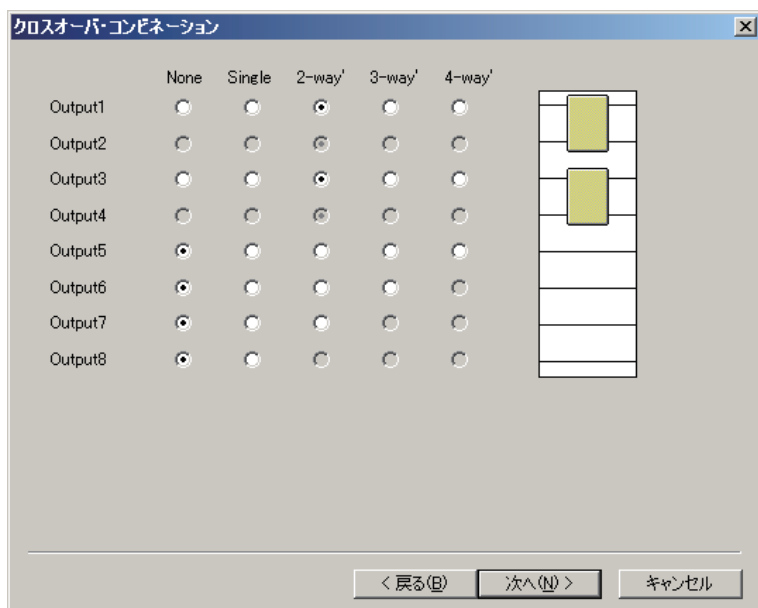 クロスオーバ・コンビネーション
None Single 2-way' 3-way' 4-way'
Output1
Output2
Output3
Output4
Output5
Output6
Output7
Output8
< 戻る(B) 次へ(N) > キャンセル